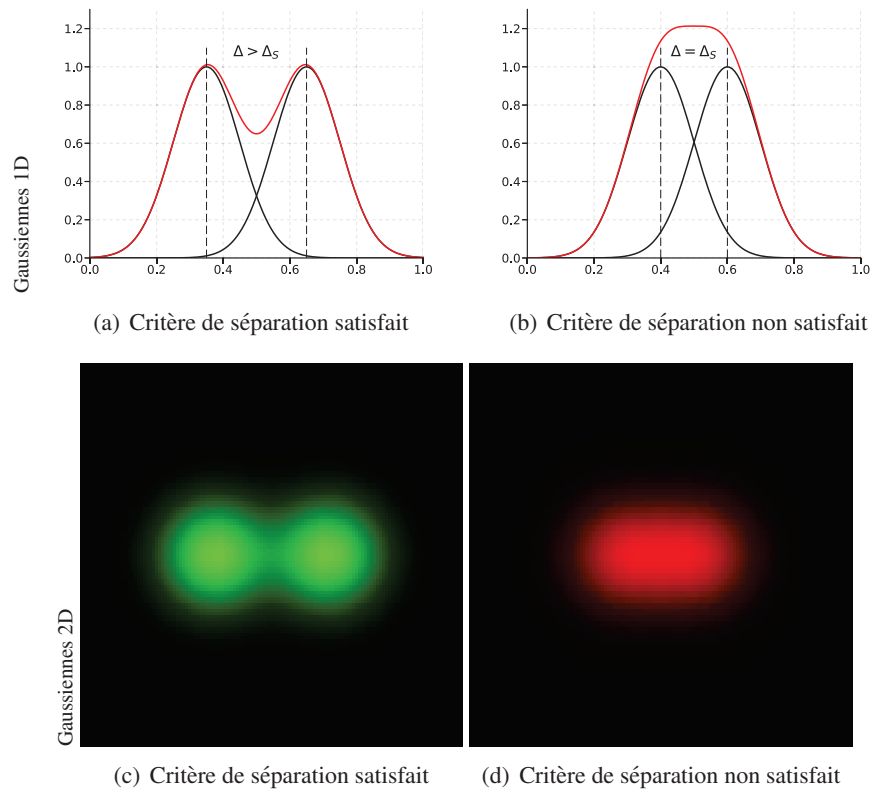 Gaussiennes 1D
1.2
1.0
0.8
0.6
0.4
0.2
0.0
Δ > Δ_S
0.0 0.2 0.4 0.6 0.8 1.0
1.2
1.0
0.8
0.6
0.4
0.2
0.0
Δ = Δ_S
0.0 0.2 0.4 0.6 0.8 1.0
(a) Critère de séparation satisfait
(b) Critère de séparation non satisfait
Gaussiennes 2D
(c) Critère de séparation satisfait
(d) Critère de séparation non satisfait